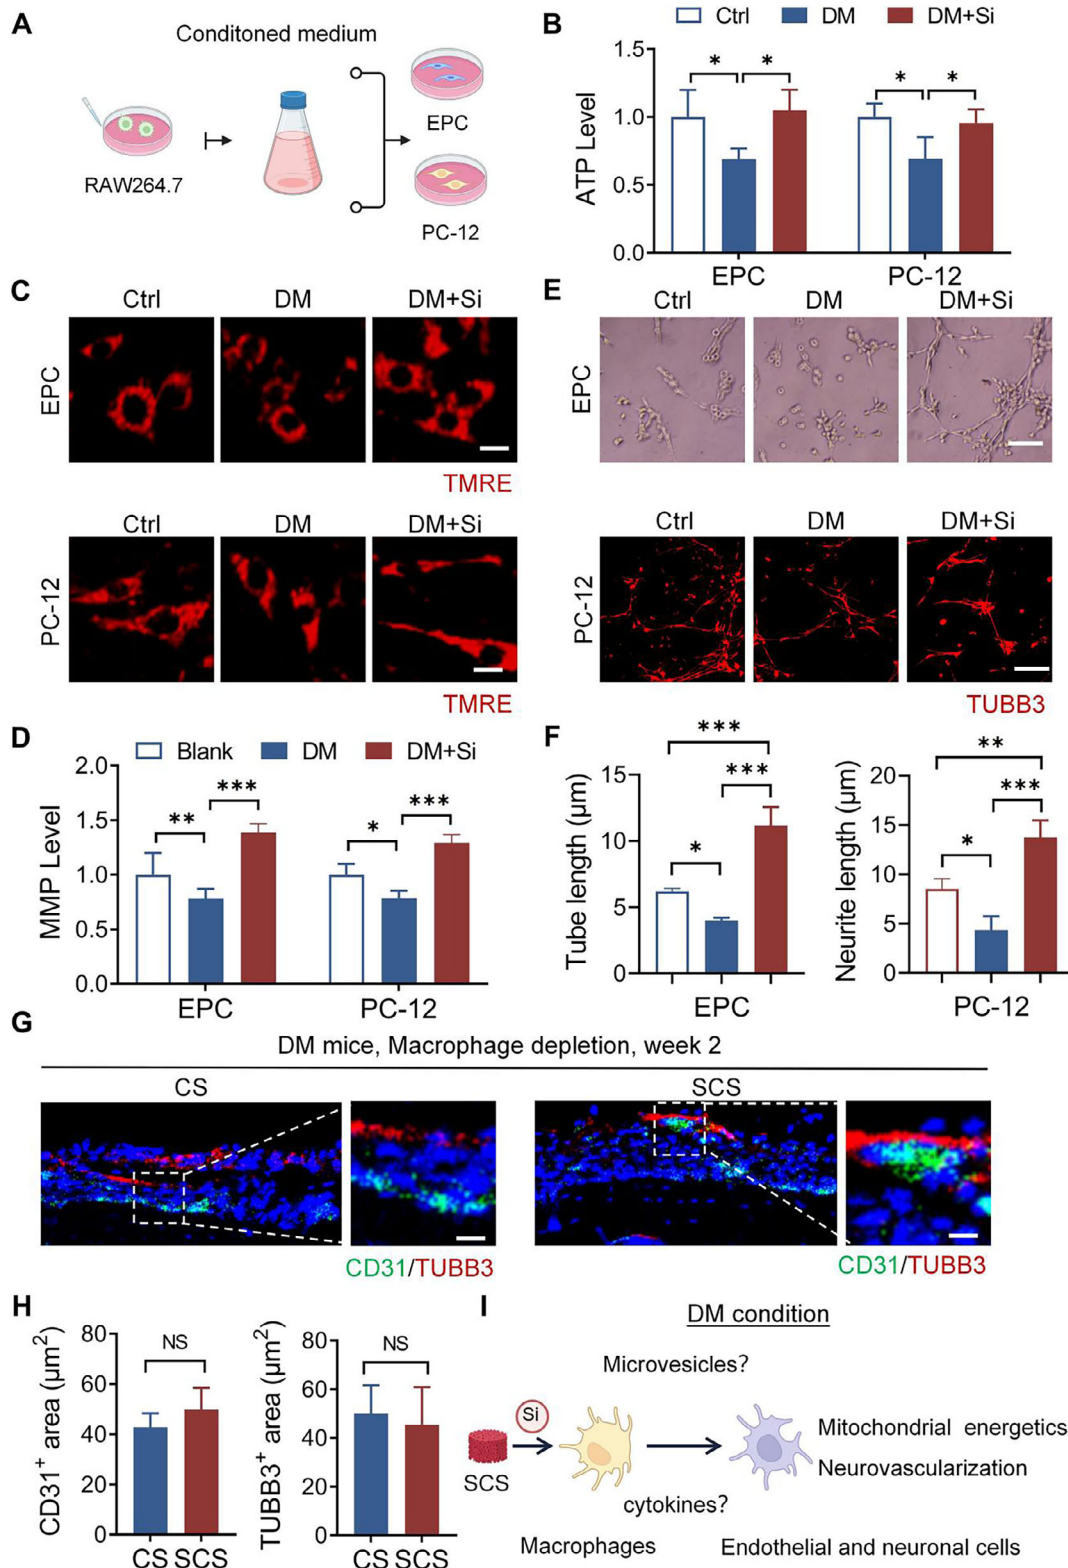 A
Conditoned medium
RAW264.7
EPC
PC-12
B
Ctrl DM DM+Si
ATP Level
1.5
1.0
0.5
0.0
* * * *
EPC PC-12
C
Ctrl DM DM+Si
EPC
TMRE
Ctrl DM DM+Si
PC-12
TMRE
E
Ctrl DM DM+Si
EPC
Ctrl DM DM+Si
PC-12
TUBB3
D
Blank DM DM+Si
MMP Level
2.0
1.5
1.0
0.5
0.0
** *** * ***
EPC PC-12
F
Tube length (µm)
15
10
5
0
***
***
*
EPC
Neurite length (µm)
20
15
10
5
0
**
***
*
PC-12
G
DM mice, Macrophage depletion, week 2
CS SCS
CD31/TUBB3 CD31/TUBB3
H
CD31+ area (µm2)
80
60
40
20
0
NS
CS SCS
TUBB3+ area (µm2)
80
60
40
20
0
NS
CS SCS
I
DM condition
Microvesicles?
Si
SCS
cytokines?
Macrophages
Mitochondrial energetics
Neurovascularization
Endothelial and neuronal cells